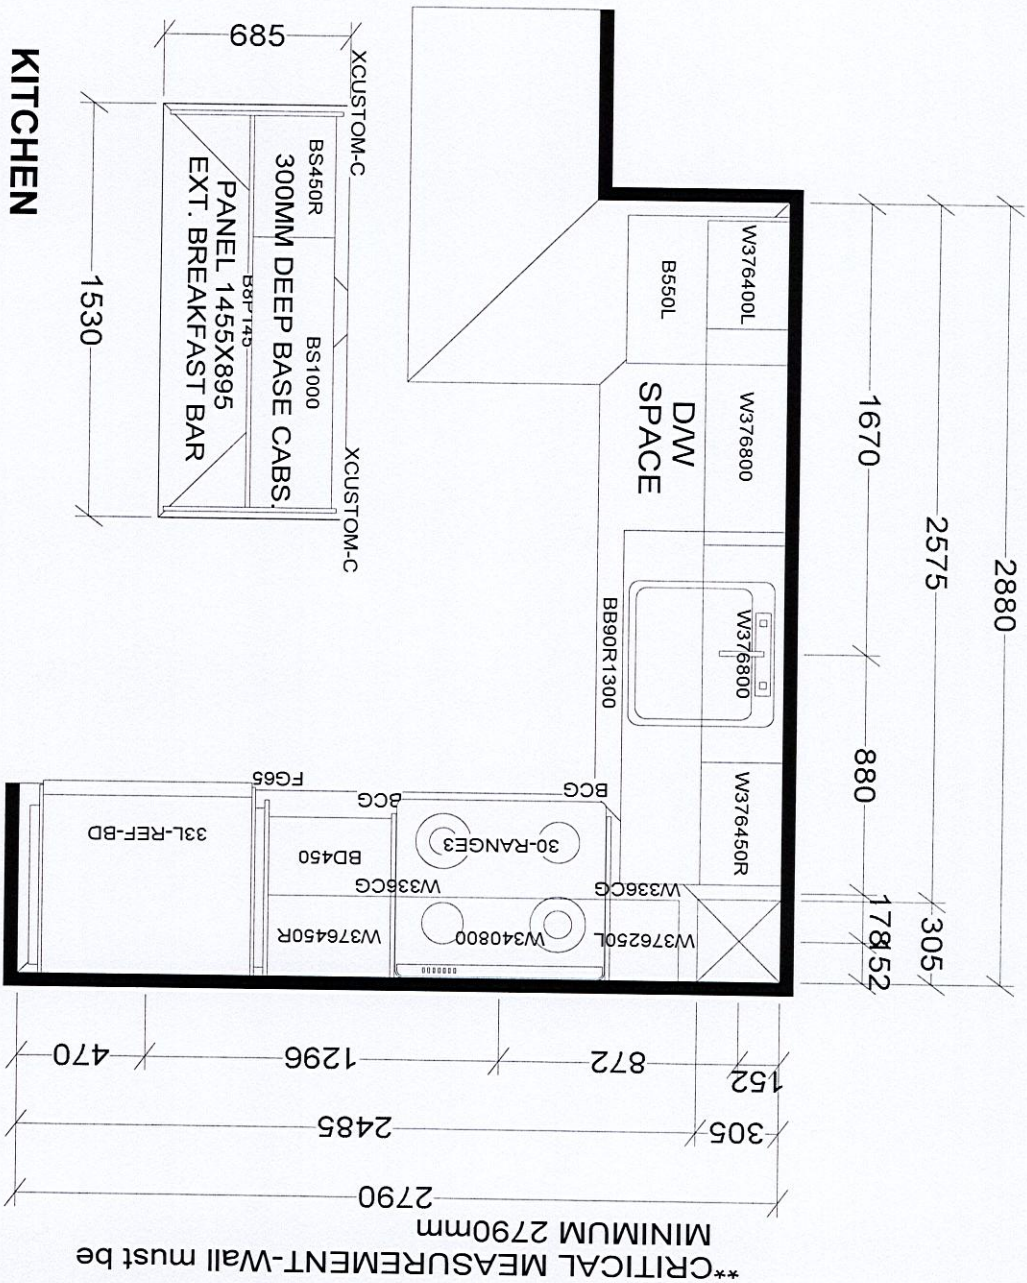 KITCHEN
685
1530
XCUSTOM-C
XCUSTOM-C
BS450R
BS1000
300MM DEEP BASE CABS.
PANEL 1455X895
EXT. BREAKFAST BAR
2880
2575
305
1670
880
178
152
W376400L
W376800
W376800
W376450R
B550L
D/W
SPACE
BB90R1300
BCG
BCG
FG65
33L-REF-BD
BD450
30-RANGE3
W336CG
W336CG
W376450R
W340800
W376250L
470
1296
872
152
2485
305
2790
**CRITICAL MEASUREMENT-Wall must be
MINIMUM 2790mm